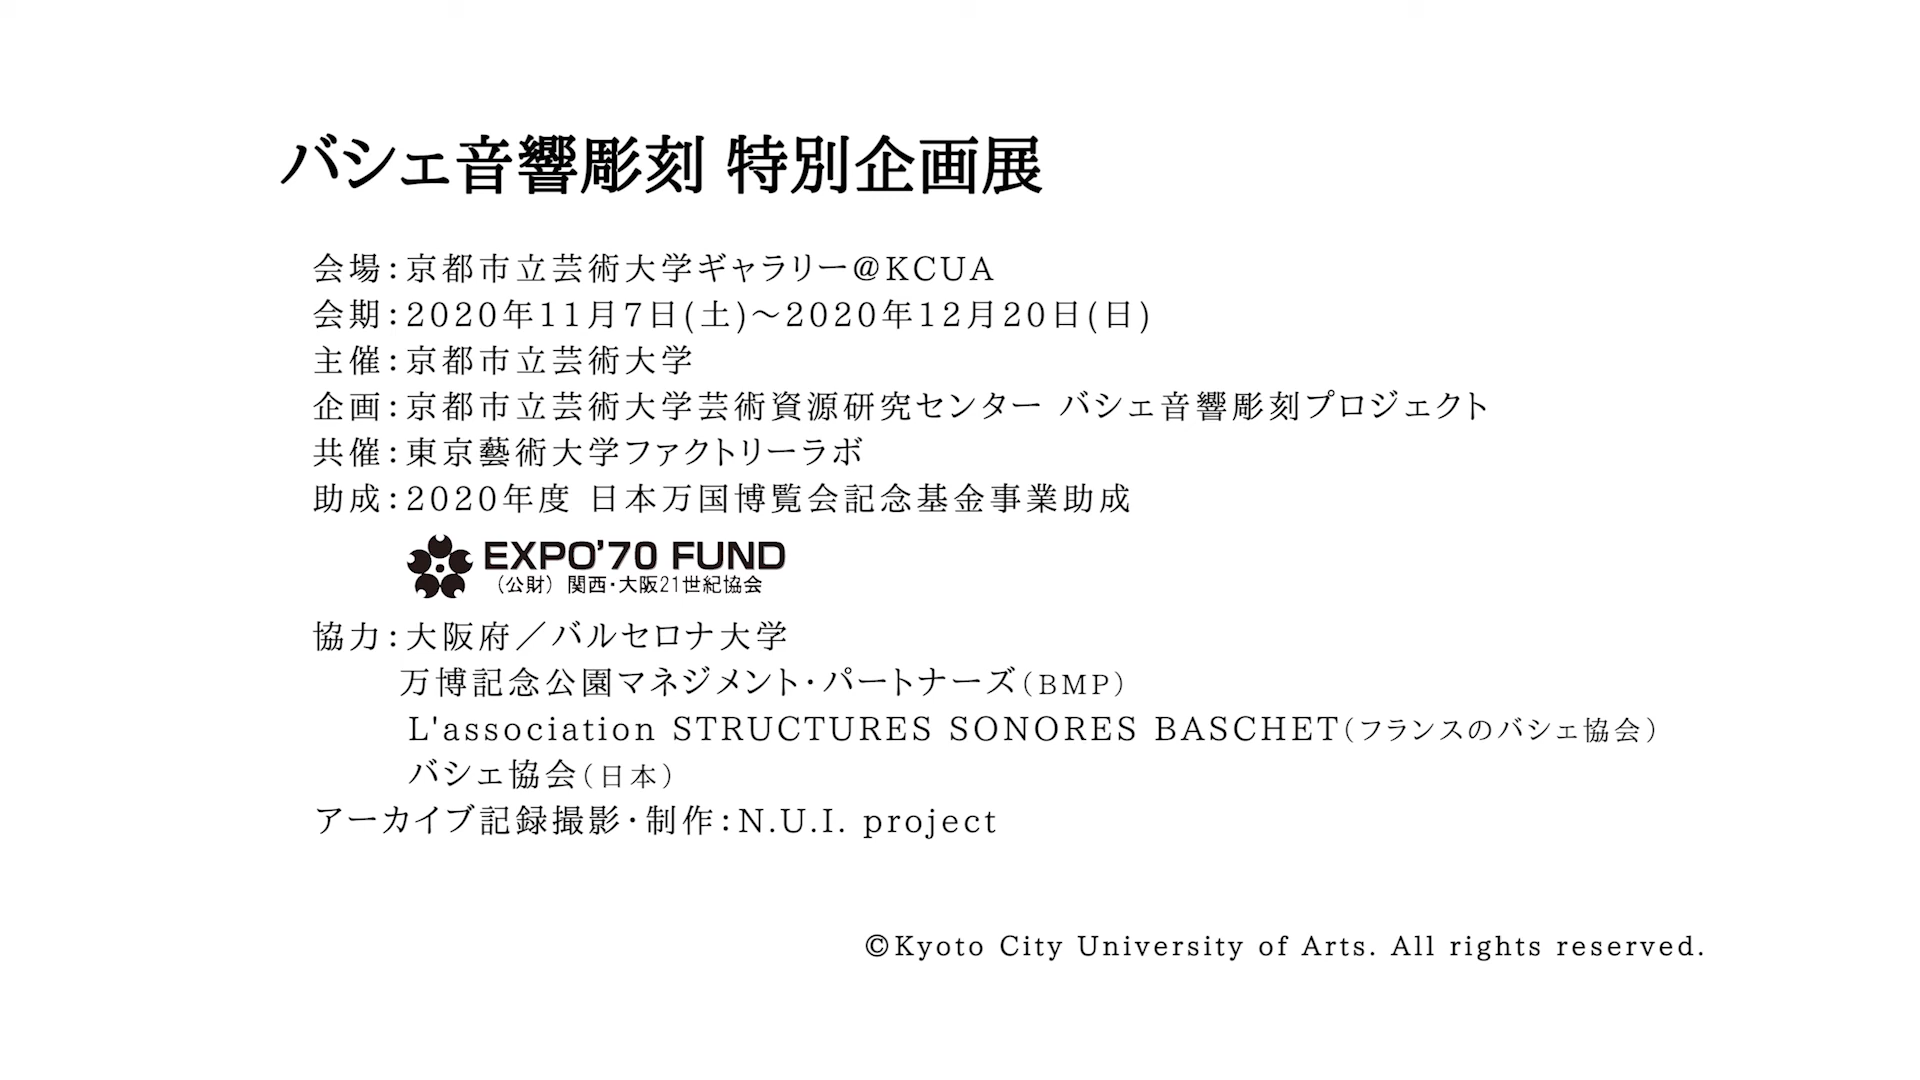 バシェ音響彫刻 特別企画展
会場：京都市立芸術大学ギャラリー@KCUA
会期：2020年11月7日(土)～2020年12月20日(日)
主催：京都市立芸術大学
企画：京都市立芸術大学芸術資源研究センター バシェ音響彫刻プロジェクト
共催：東京藝術大学ファクトリーラボ
助成：2020年度 日本万国博覧会記念基金事業助成
EXPO'70 FUND
（公財）関西・大阪21世紀協会
協力：大阪府／バルセロナ大学
万博記念公園マネジメント・パートナーズ（BMP）
L'association STRUCTURES SONORES BASCHET（フランスのバシェ協会）
バシェ協会（日本）
アーカイブ記録撮影・制作：N.U.I. project
©Kyoto City University of Arts. All rights reserved.